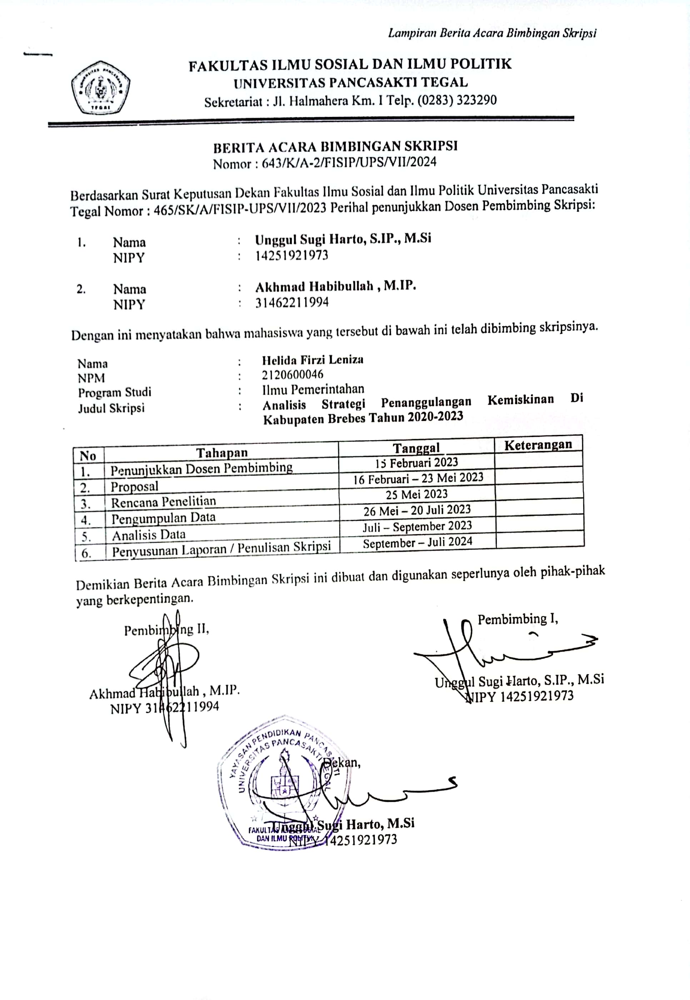 Lampiran Berita Acara Bimbingan Skripsi
FAKULTAS ILMU SOSIAL DAN ILMU POLITIK
UNIVERSITAS PANCASAKTI TEGAL
Sekretariat : Jl. Halmahera Km. I Telp. (0283) 323290
UNIVERSITAS PANCASAKTI
TEGAL
BERITA ACARA BIMBINGAN SKRIPSI
Nomor : 643/K/A-2/FISIP/UPS/VII/2024
Berdasarkan Surat Keputusan Dekan Fakultas Ilmu Sosial dan Ilmu Politik Universitas Pancasakti
Tegal Nomor : 465/SK/A/FISIP-UPS/VII/2023 Perihal penunjukkan Dosen Pembimbing Skripsi:
1. Nama : Unggul Sugi Harto, S.IP., M.Si
NIPY : 14251921973
2. Nama : Akhmad Habibullah , M.IP.
NIPY : 31462211994
Dengan ini menyatakan bahwa mahasiswa yang tersebut di bawah ini telah dibimbing skripsinya.
Nama : Helida Firzi Leniza
NPM : 2120600046
Program Studi : Ilmu Pemerintahan
Judul Skripsi : Analisis Strategi Penanggulangan Kemiskinan Di
Kabupaten Brebes Tahun 2020-2023
No Tahapan Tanggal Keterangan
1. Penunjukkan Dosen Pembimbing 15 Februari 2023
2. Proposal 16 Februari – 23 Mei 2023
3. Rencana Penelitian 25 Mei 2023
4. Pengumpulan Data 26 Mei – 20 Juli 2023
5. Analisis Data Juli – September 2023
6. Penyusunan Laporan / Penulisan Skripsi September – Juli 2024
Demikian Berita Acara Bimbingan Skripsi ini dibuat dan digunakan seperlunya oleh pihak-pihak
yang berkepentingan.
Pembimbing II, Pembimbing I,
Akhmad Habibullah , M.IP. Unggul Sugi Harto, S.IP., M.Si
NIPY 31462211994 NIPY 14251921973
YAYASAN PENDIDIKAN PANCASAKTI
UNIVERSITAS PANCASAKTI TEGAL
Dekan,
Unggul Sugi Harto, M.Si
NIPY 14251921973
FAKULTAS ILMU SOSIAL
DAN ILMU POLITIK